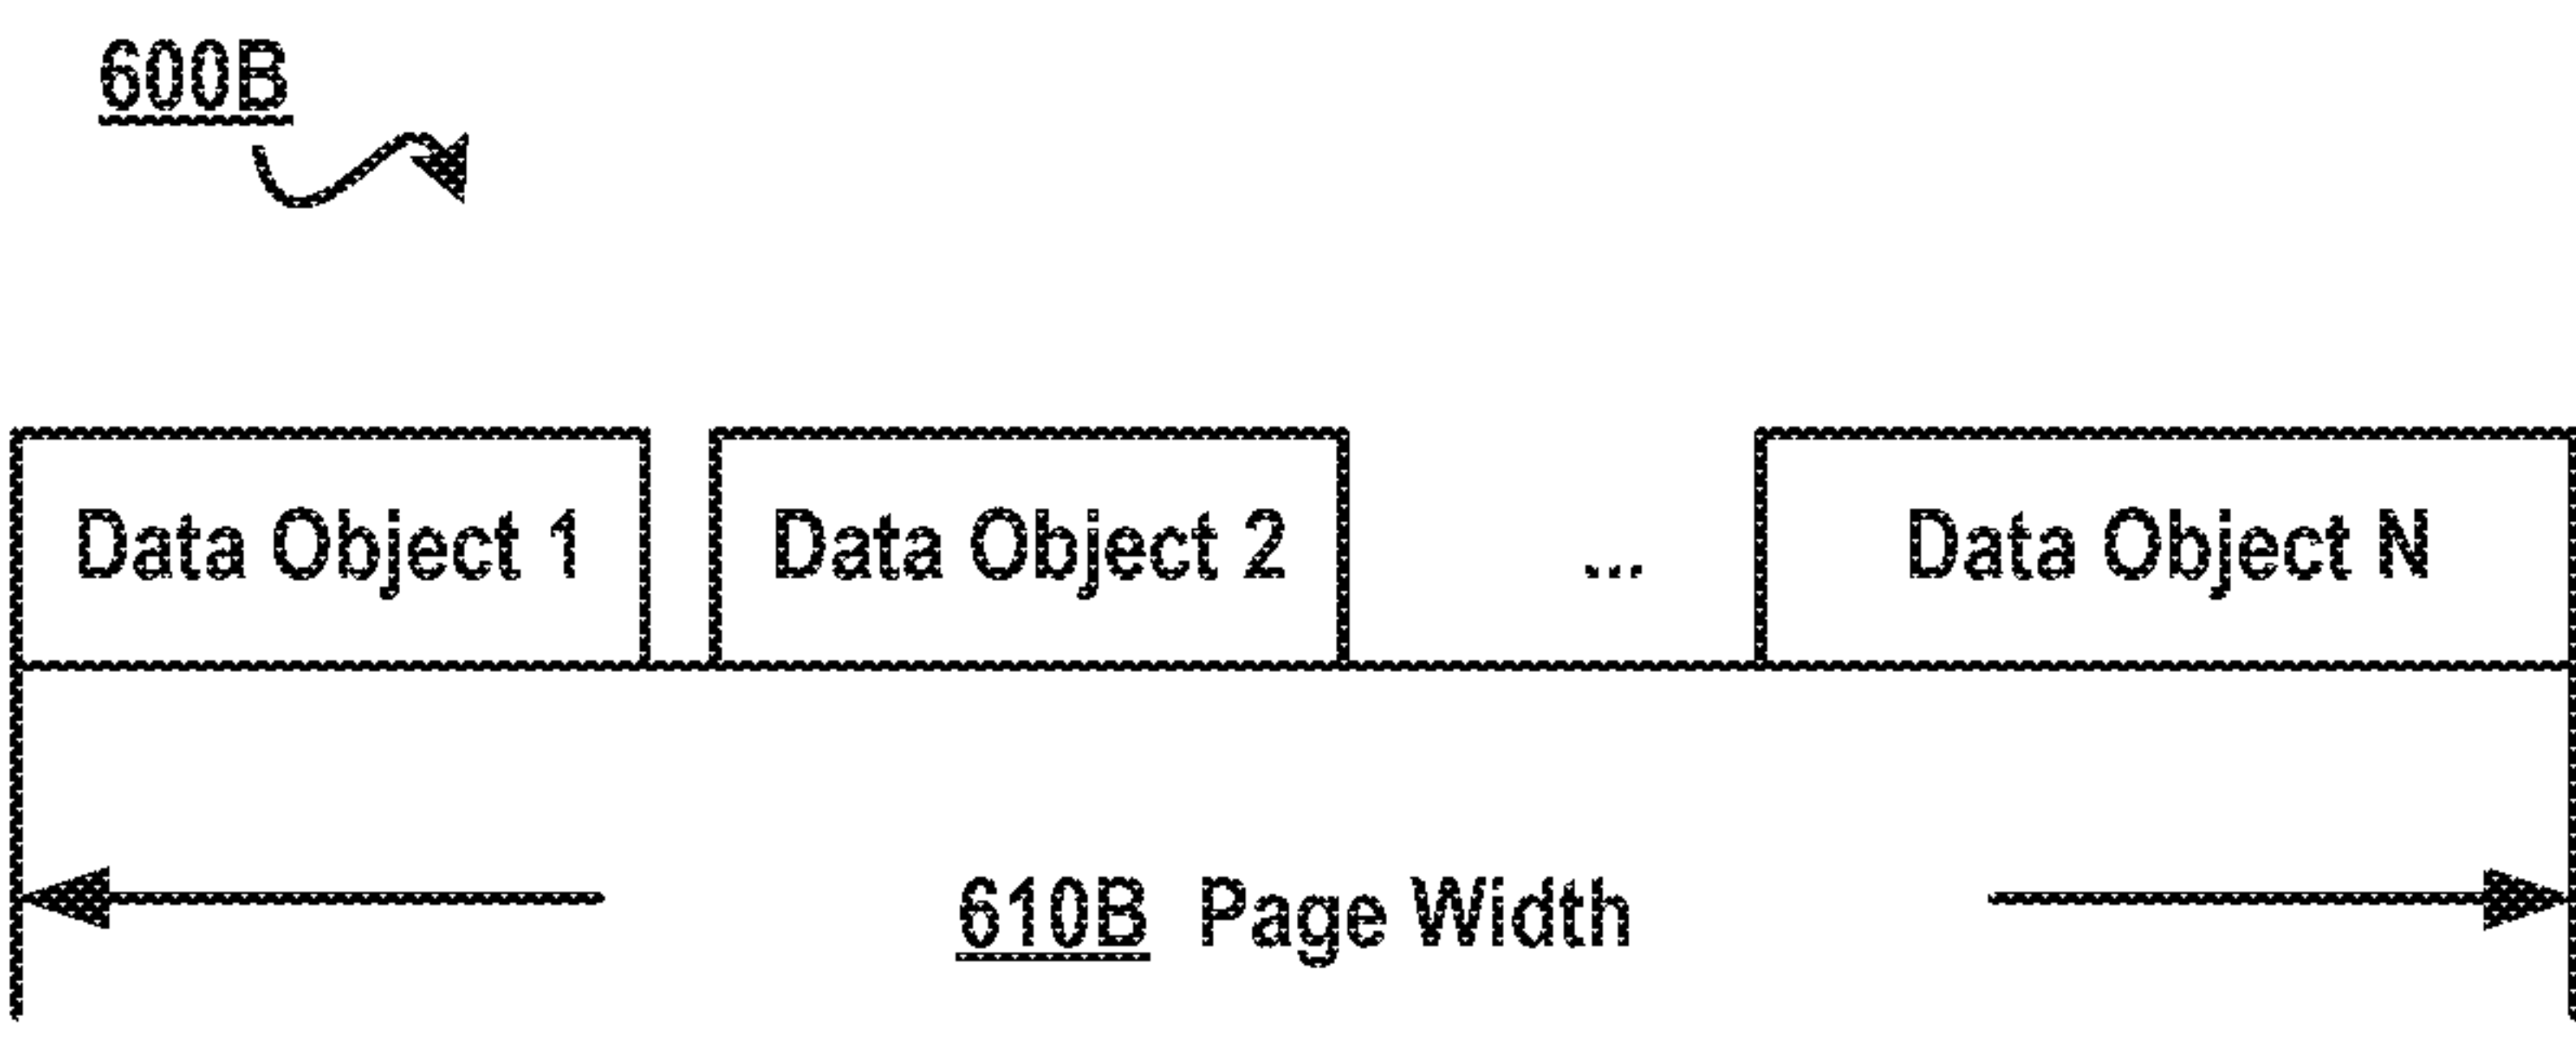 600B
Data Object 1 Data Object 2 ... Data Object N
610B Page Width